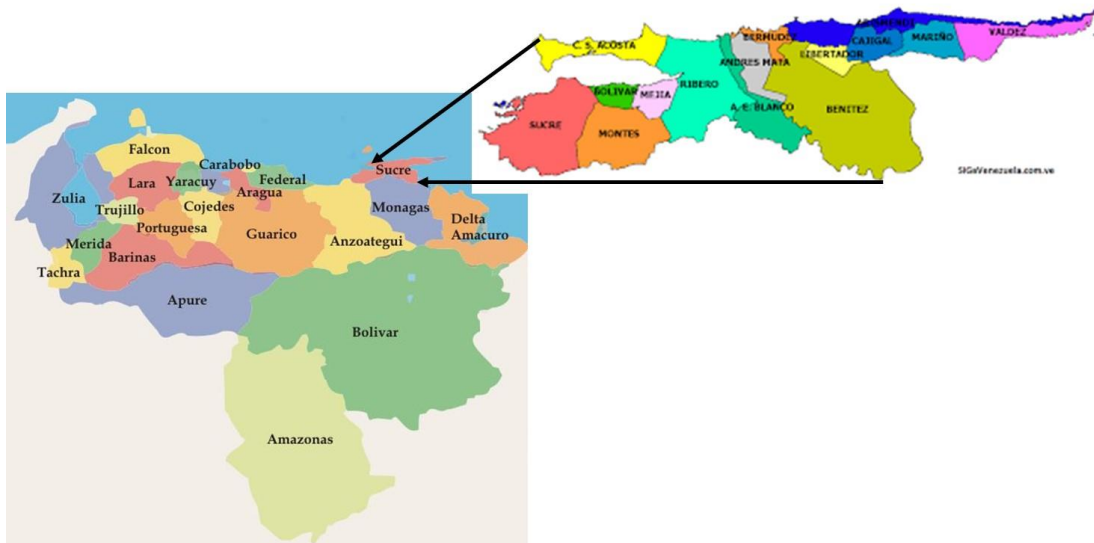 ARISMENDI
VALDEZ
MARIÑO
CAJIGAL
BERMUDEZ
LIBERTADOR
C. S. ACOSTA
ANDRES MATA
RIBERO
BOLIVAR
MEJIA
A. E. BLANCO
BENITEZ
SUCRE
MONTES
SIGaVenezuela.com.ve
Falcon
Carabobo
Sucre
Lara
Yaracuy
Federal
Aragua
Zulia
Trujillo
Cojedes
Monagas
Portuguesa
Guarico
Delta
Amacuro
Merida
Anzoategui
Barinas
Tachra
Apure
Bolivar
Amazonas